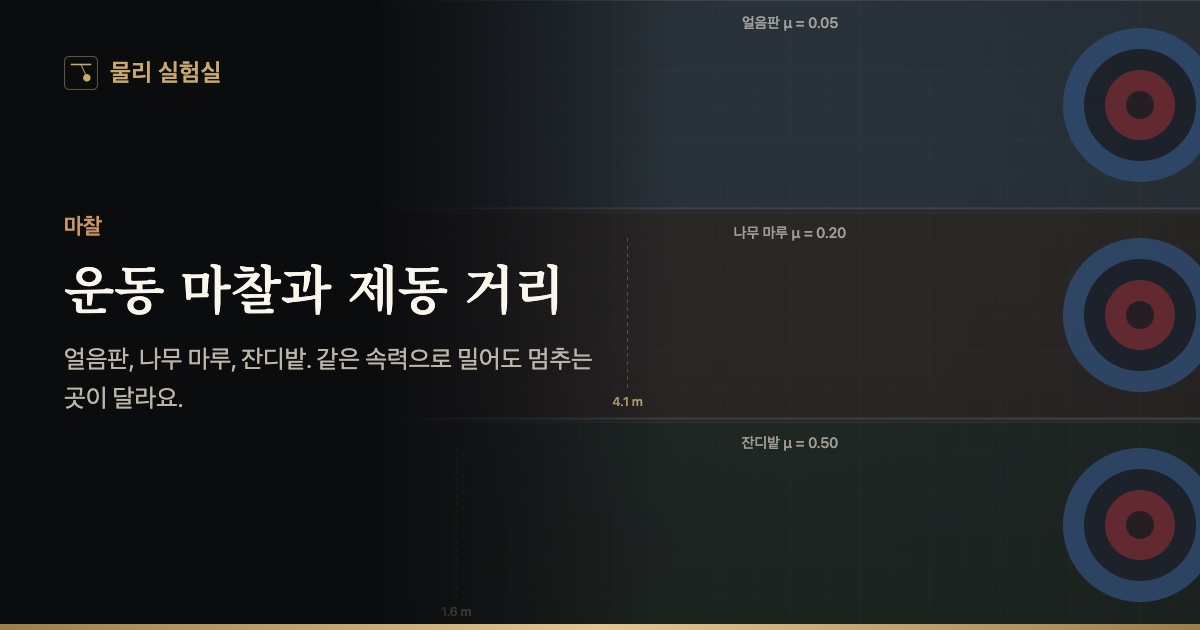 물리 실험실
마찰
운동 마찰과 제동 거리
얼음판, 나무 마루, 잔디밭. 같은 속력으로 밀어도 멈추는
곳이 달라요.
얼음판 μ = 0.05
나무 마루 μ = 0.20
4.1 m
잔디밭 μ = 0.50
1.6 m